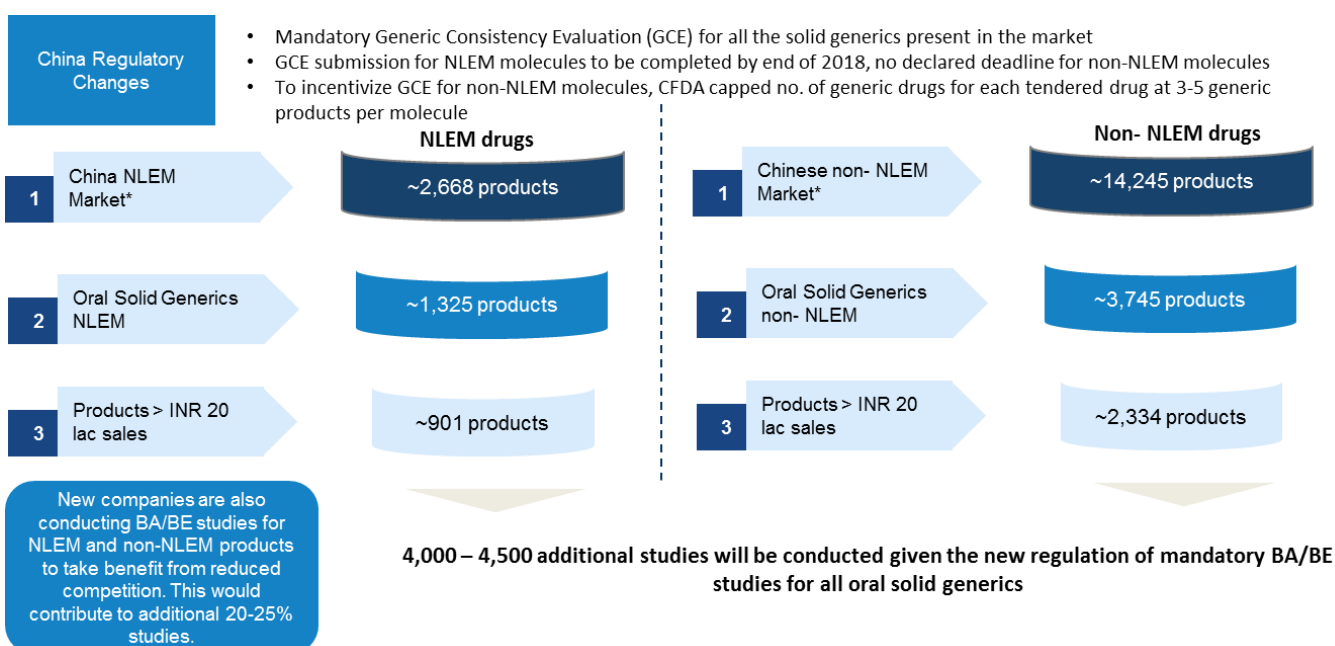 China Regulatory
Changes
• Mandatory Generic Consistency Evaluation (GCE) for all the solid generics present in the market
• GCE submission for NLEM molecules to be completed by end of 2018, no declared deadline for non-NLEM molecules
• To incentivize GCE for non-NLEM molecules, CFDA capped no. of generic drugs for each tendered drug at 3-5 generic
products per molecule
NLEM drugs
1
China NLEM
Market*
~2,668 products
2
Oral Solid Generics
NLEM
~1,325 products
3
Products > INR 20
lac sales
~901 products
Non- NLEM drugs
1
Chinese non- NLEM
Market*
~14,245 products
2
Oral Solid Generics
non- NLEM
~3,745 products
3
Products > INR 20
lac sales
~2,334 products
New companies are also
conducting BA/BE studies for
NLEM and non-NLEM products
to take benefit from reduced
competition. This would
contribute to additional 20-25%
studies.
4,000 – 4,500 additional studies will be conducted given the new regulation of mandatory BA/BE
studies for all oral solid generics